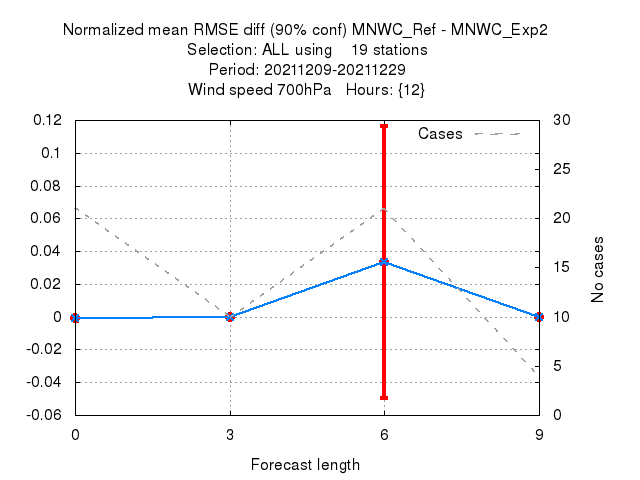 Normalized mean RMSE diff (90% conf) MNWC_Ref - MNWC_Exp2
Selection: ALL using 19 stations
Period: 20211209-20211229
Wind speed 700hPa Hours: {12}
Cases
0.12
0.1
0.08
0.06
0.04
0.02
0
-0.02
-0.04
-0.06
30
25
20
15
10
5
0
No cases
0 3 6 9
Forecast length